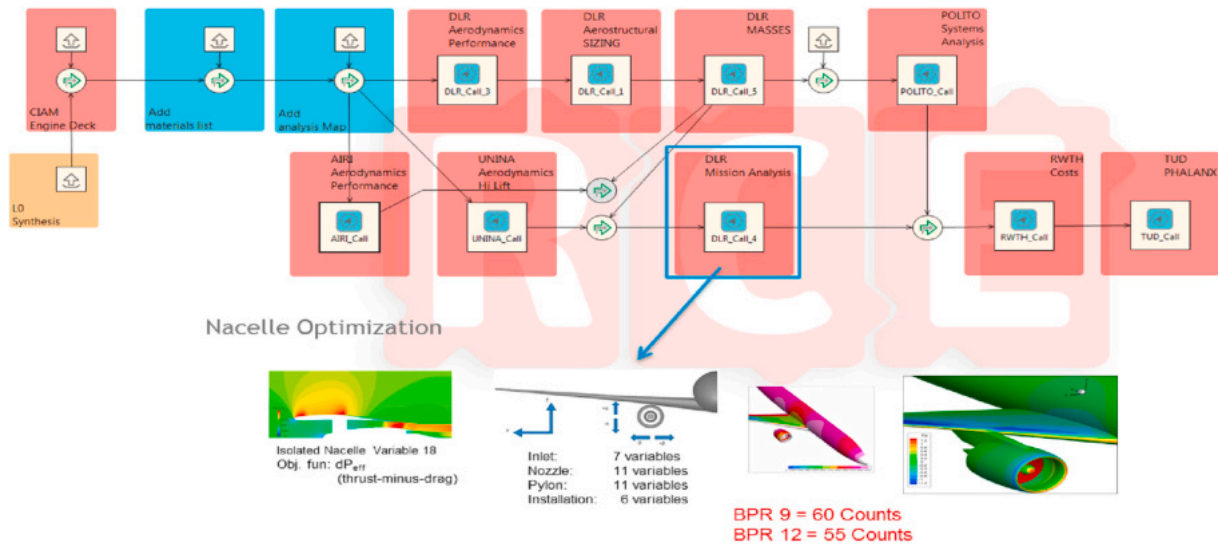 DLR
Aerodynamics
Performance
DLR_Call_3
DLR
Aerostructural
SIZING
DLR_Call_1
DLR
MASSES
DLR_Call_5
POLITO
Systems
Analysis
POLITO_Call
CIAM
Engine Deck
Add
materials list
Add
analysis Map
L0
Synthesis
AIRI
Aerodynamics
Performance
AIRI_Call
UNINA
Aerodynamics
Hi Lift
UNINA_Call
DLR
Mission Analysis
DLR_Call_4
RWTH
Costs
RWTH_Call
TUD
PHALANX
TUD_Call
RCE
Nacelle Optimization
Isolated Nacelle Variable 18
Obj. fun: dPeff
(thrust-minus-drag)
Inlet: 7 variables
Nozzle: 11 variables
Pylon: 11 variables
Installation: 6 variables
BPR 9 = 60 Counts
BPR 12 = 55 Counts